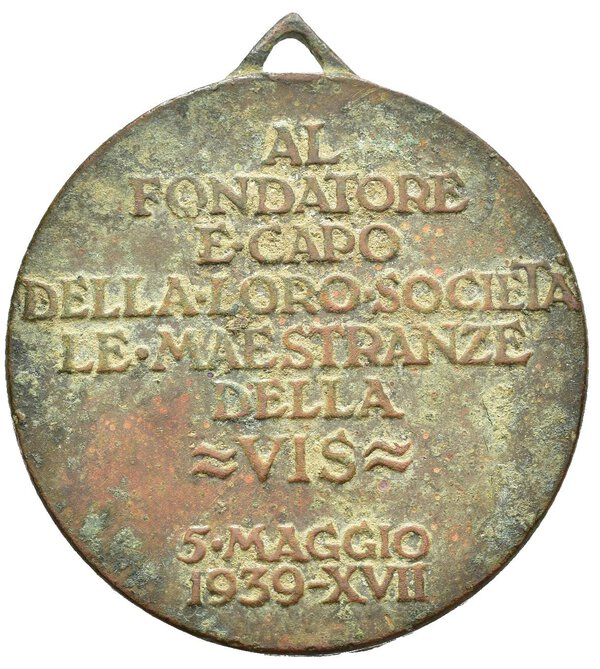 AL
FONDATORE
E·CAPO
DELLA·LORO·SOCIETÀ
LE·MAESTRANZE
DELLA
≈VIS≈
5·MAGGIO
1939-XVII